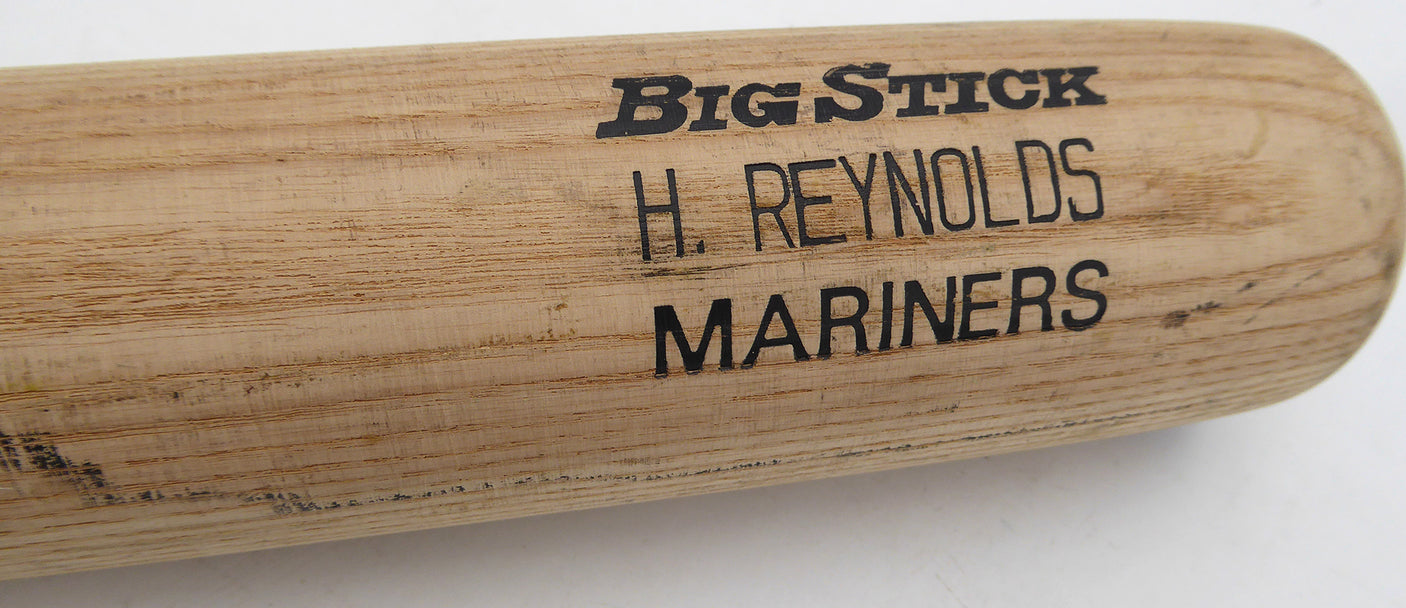 BIG STICK
H. REYNOLDS
MARINERS